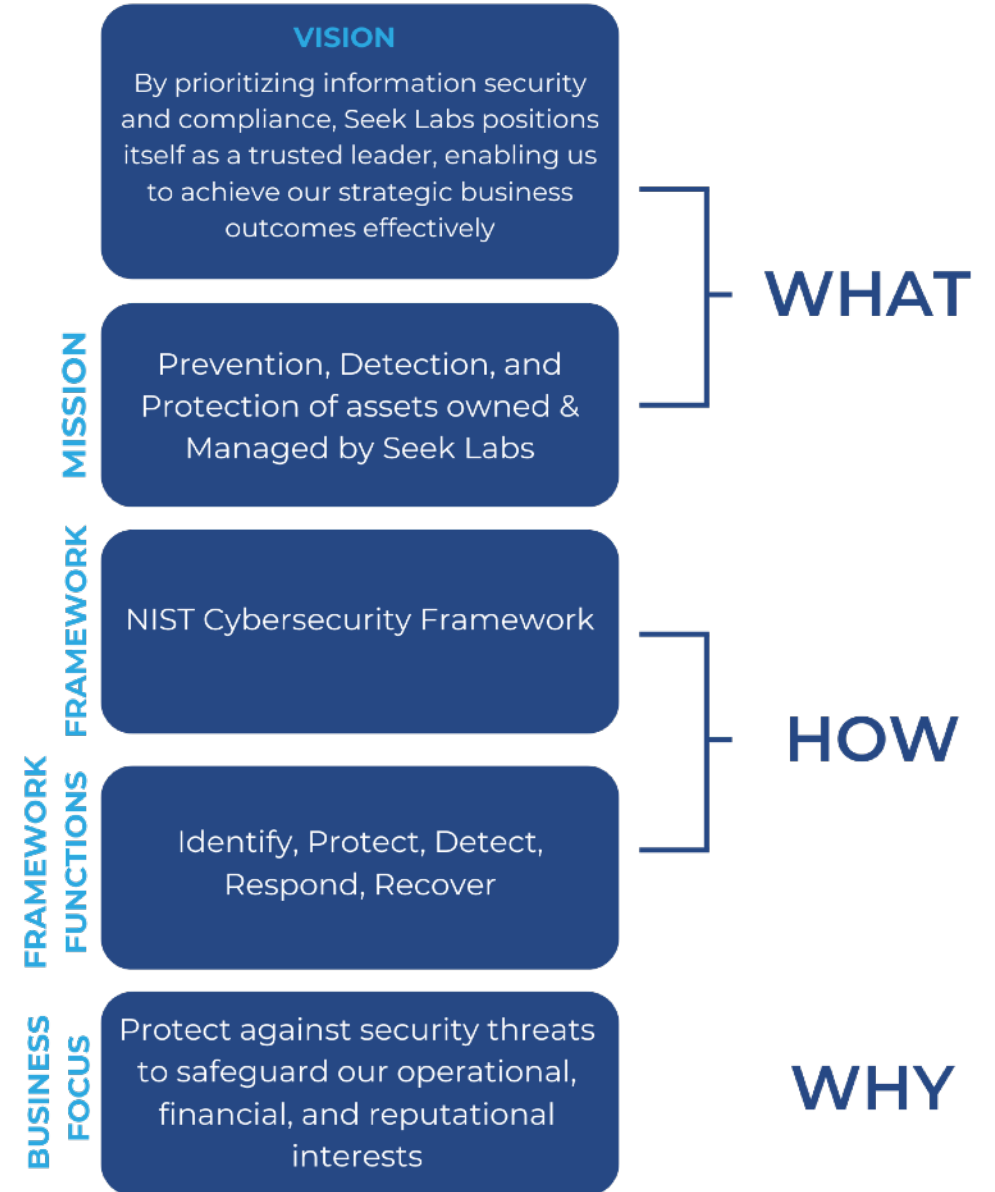 VISION
By prioritizing information security
and compliance, Seek Labs positions
itself as a trusted leader, enabling us
to achieve our strategic business
outcomes effectively
WHAT
MISSION
Prevention, Detection, and
Protection of assets owned &
Managed by Seek Labs
FRAMEWORK
NIST Cybersecurity Framework
HOW
FRAMEWORK
FUNCTIONS
Identify, Protect, Detect,
Respond, Recover
BUSINESS
FOCUS
Protect against security threats
to safeguard our operational,
financial, and reputational
interests
WHY